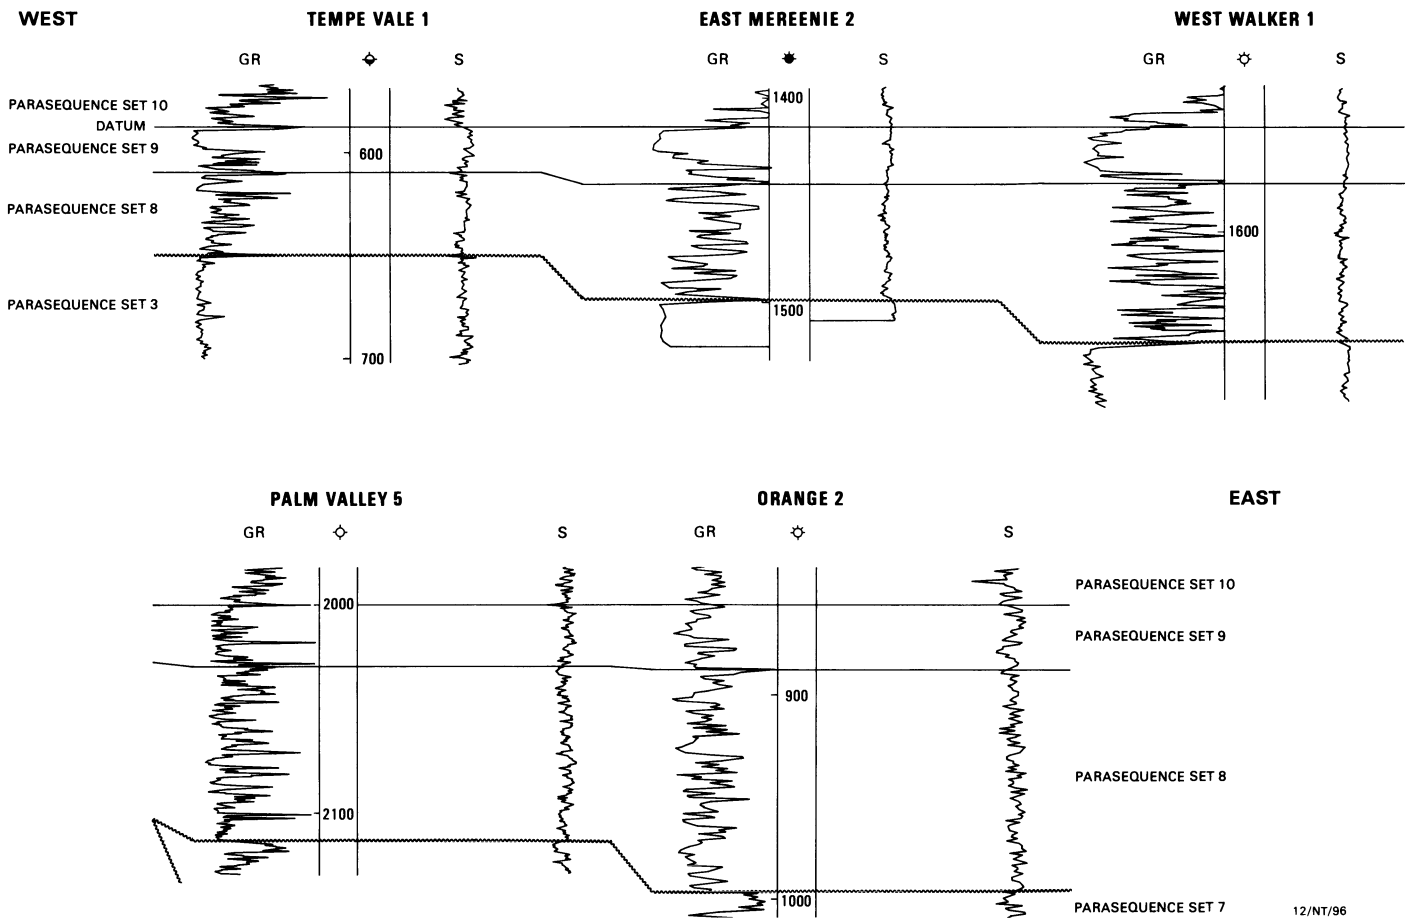 WEST
TEMPE VALE 1
EAST MEREENIE 2
WEST WALKER 1
GR S
GR S
GR S
PARASEQUENCE SET 10
DATUM
PARASEQUENCE SET 9
PARASEQUENCE SET 8
PARASEQUENCE SET 3
600
700
1400
1500
1600
PALM VALLEY 5
ORANGE 2
EAST
GR S
GR S
2000
2100
900
1000
PARASEQUENCE SET 10
PARASEQUENCE SET 9
PARASEQUENCE SET 8
PARASEQUENCE SET 7
12/NT/96